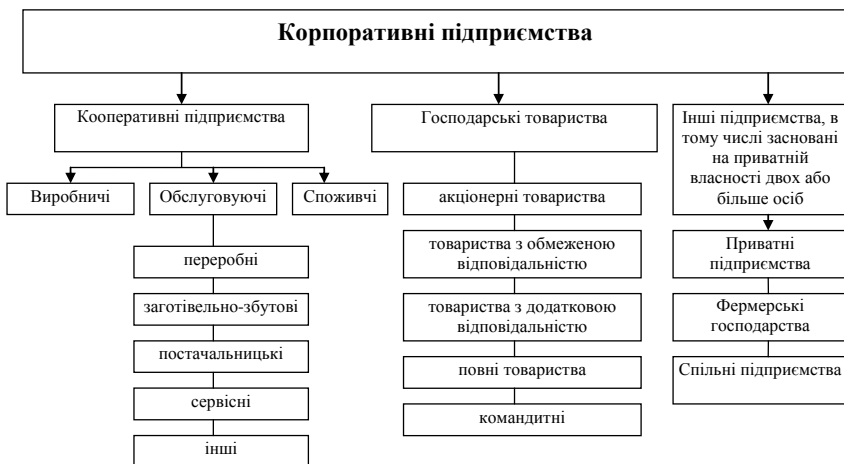 Корпоративні підприємства
Кооперативні підприємства
Господарські товариства
Інші підприємства, в
тому числі засновані
на приватній
власності двох або
більше осіб
Виробничі
Обслуговуючі
Споживчі
переробні
заготівельно-збутові
постачальницькі
сервісні
інші
акціонерні товариства
товариства з обмеженою
відповідальністю
товариства з додатковою
відповідальністю
повні товариства
командитні
Приватні
підприємства
Фермерські
господарства
Спільні підприємства